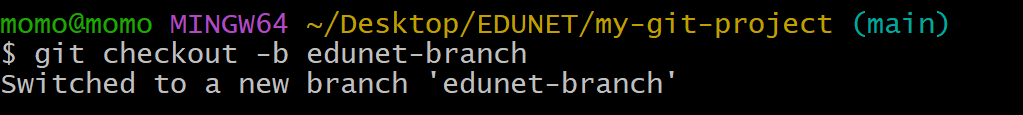 momo@momo MINGW64 ~/Desktop/EDUNET/my-git-project (main)
$ git checkout -b edunet-branch
Switched to a new branch 'edunet-branch'